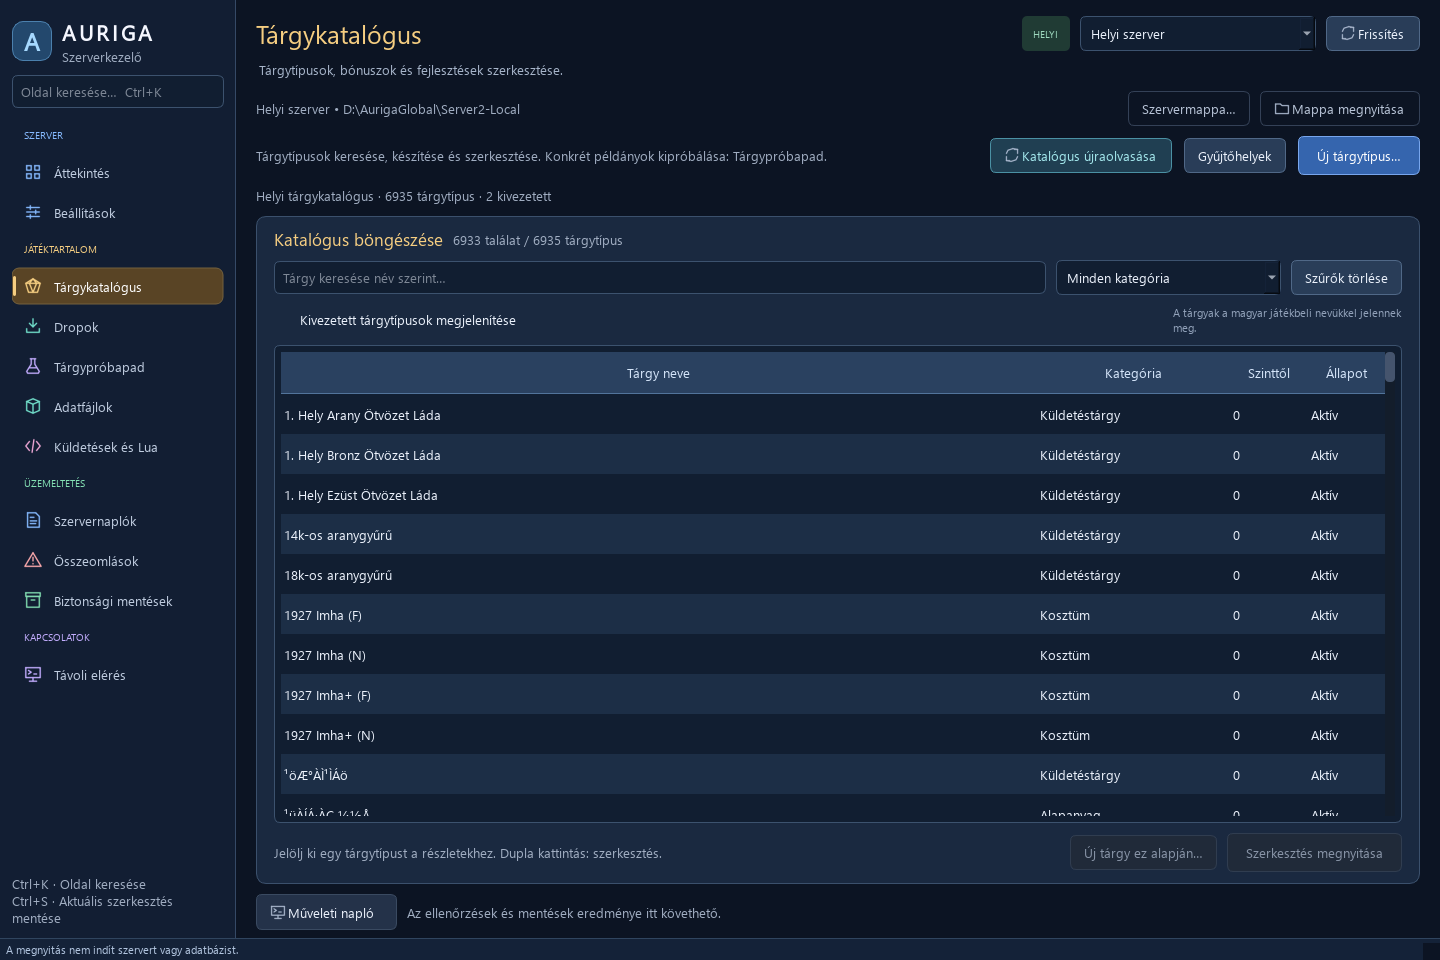 A
AURIGA
Szerverkezelő
Oldal keresése... Ctrl+K
SZERVER
Áttekintés
Beállítások
JÁTÉKTARTALOM
Tárgykatalógus
Dropok
Tárgypróbapad
Adatfájlok
Küldetések és Lua
ÜZEMELTETÉS
Szervernaplók
Összeomlások
Biztonsági mentések
KAPCSOLATOK
Távoli elérés
Ctrl+K · Oldal keresése
Ctrl+S · Aktuális szerkesztés
mentése
Tárgykatalógus
HELYI
Helyi szerver
Frissítés
Tárgytípusok, bónuszok és fejlesztések szerkesztése.
Helyi szerver • D:\AurigaGlobal\Server2-Local
Szervermappa...
Mappa megnyitása
Tárgytípusok keresése, készítése és szerkesztése. Konkrét példányok kipróbálása: Tárgypróbapad.
Katalógus újraolvasása
Gyűjtőhelyek
Új tárgytípus...
Helyi tárgykatalógus · 6935 tárgytípus · 2 kivezetett
Katalógus böngészése 6933 találat / 6935 tárgytípus
Tárgy keresése név szerint...
Minden kategória
Szűrők törlése
Kivezetett tárgytípusok megjelenítése
A tárgyak a magyar játékbeli nevükkel jelennek
meg.
Tárgy neve Kategória Szinttől Állapot
1. Hely Arany Ötvözet Láda Küldetéstárgy 0 Aktív
1. Hely Bronz Ötvözet Láda Küldetéstárgy 0 Aktív
1. Hely Ezüst Ötvözet Láda Küldetéstárgy 0 Aktív
14k-os aranygyűrű Küldetéstárgy 0 Aktív
18k-os aranygyűrű Küldetéstárgy 0 Aktív
1927 Imha (F) Kosztüm 0 Aktív
1927 Imha (N) Kosztüm 0 Aktív
1927 Imha+ (F) Kosztüm 0 Aktív
1927 Imha+ (N) Kosztüm 0 Aktív
¹öÆºÀÌ¹ÌÁö Küldetéstárgy 0 Aktív
Alapanyag 0 Aktív
Jelölj ki egy tárgytípust a részletekhez. Dupla kattintás: szerkesztés.
Új tárgy ez alapján...
Szerkesztés megnyitása
Műveleti napló
Az ellenőrzések és mentések eredménye itt követhető.
A megnyitás nem indít szervert vagy adatbázist.